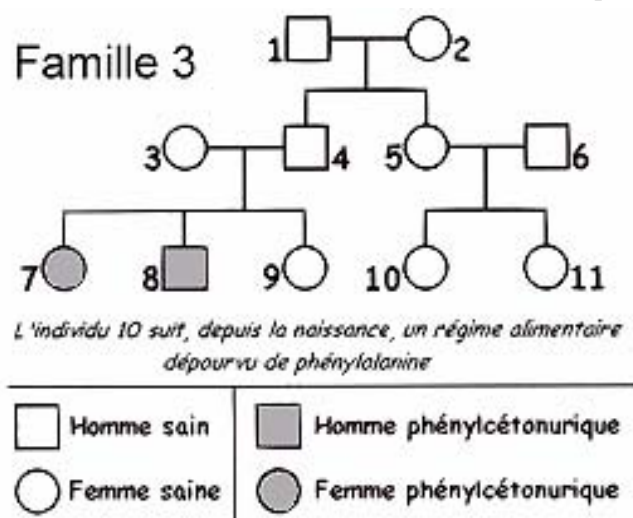 Famille 3
1 2
3 4 5 6
7 8 9 10 11
L'individu 10 suit, depuis la naissance, un régime alimentaire
dépourvu de phénylalanine
Homme sain
Homme phénylcétonurique
Femme saine
Femme phénylcétonurique